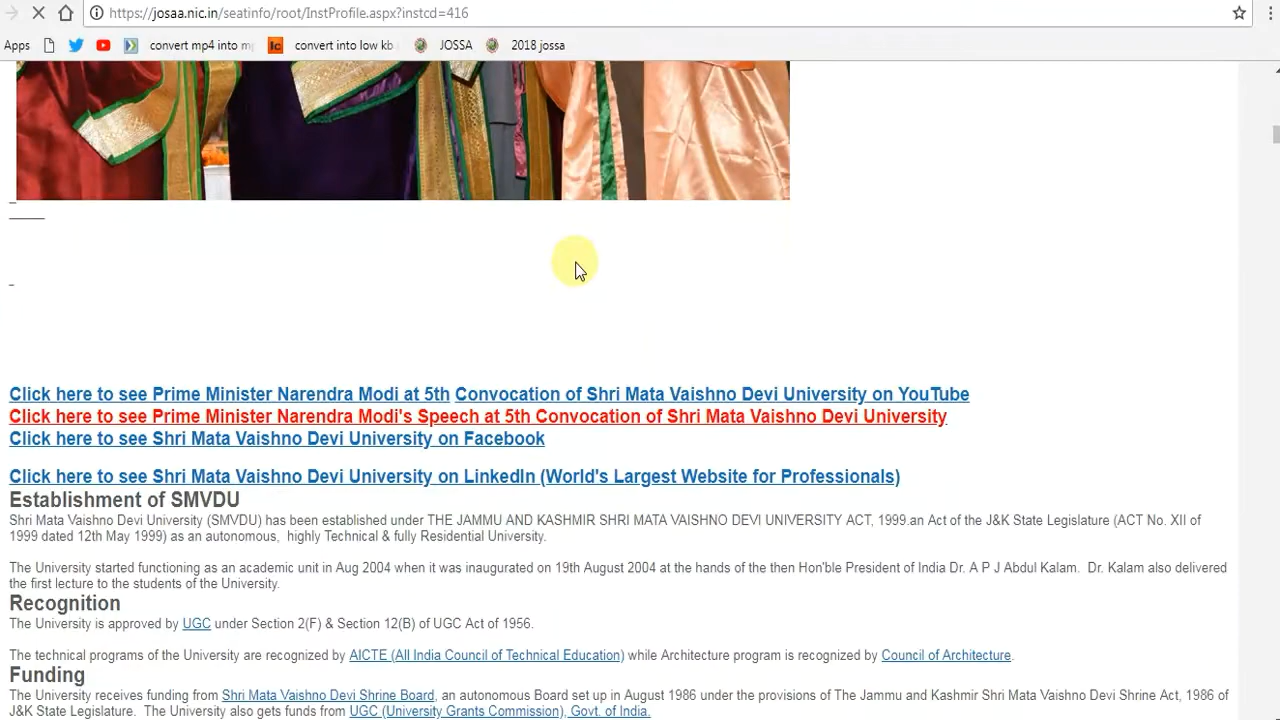 https://josaa.nic.in/seatinfo/root/InstProfile.aspx?instcd=416
Apps convert mp4 into m lc convert into low kb JOSSA 2018 jossa
Click here to see Prime Minister Narendra Modi at 5th Convocation of Shri Mata Vaishno Devi University on YouTube
Click here to see Prime Minister Narendra Modi's Speech at 5th Convocation of Shri Mata Vaishno Devi University
Click here to see Shri Mata Vaishno Devi University on Facebook
Click here to see Shri Mata Vaishno Devi University on LinkedIn (World's Largest Website for Professionals)
Establishment of SMVDU
Shri Mata Vaishno Devi University (SMVDU) has been established under THE JAMMU AND KASHMIR SHRI MATA VAISHNO DEVI UNIVERSITY ACT, 1999.an Act of the J&K State Legislature (ACT No. XII of
1999 dated 12th May 1999) as an autonomous, highly Technical & fully Residential University.
The University started functioning as an academic unit in Aug 2004 when it was inaugurated on 19th August 2004 at the hands of the then Hon'ble President of India Dr. A P J Abdul Kalam. Dr. Kalam also delivered
the first lecture to the students of the University.
Recognition
The University is approved by UGC under Section 2(F) & Section 12(B) of UGC Act of 1956.
The technical programs of the University are recognized by AICTE (All India Council of Technical Education) while Architecture program is recognized by Council of Architecture.
Funding
The University receives funding from Shri Mata Vaishno Devi Shrine Board, an autonomous Board set up in August 1986 under the provisions of The Jammu and Kashmir Shri Mata Vaishno Devi Shrine Act, 1986 of
J&K State Legislature. The University also gets funds from UGC (University Grants Commission), Govt. of India.